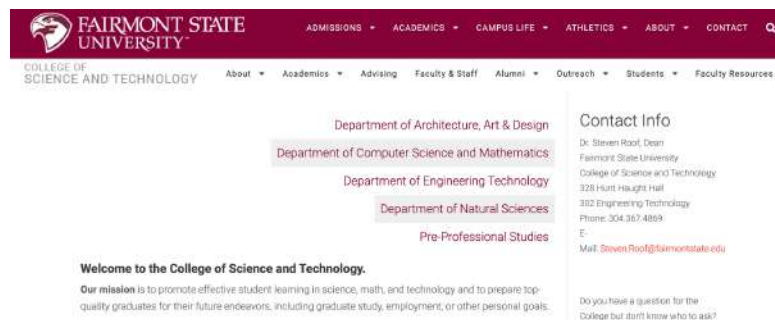 FAIRMONT STATE
UNIVERSITY
ADMISSIONS ACADEMICS CAMPUS LIFE ATHLETICS ABOUT CONTACT
COLLEGE OF
SCIENCE AND TECHNOLOGY
About Academics Advising Faculty & Staff Alumni Outreach Students Faculty Resources
Department of Architecture, Art & Design
Department of Computer Science and Mathematics
Department of Engineering Technology
Department of Natural Sciences
Pre-Professional Studies
Welcome to the College of Science and Technology.
Our mission is to promote effective student learning in science, math, and technology and to prepare top-
quality graduates for their future endeavors, including graduate study, employment, or other personal goals.
Contact Info
Dr. Steven Roof, Dean
Fairmont State University
College of Science and Technology
328 Hunt Haught Hall
302 Engineering Technology
Phone: 304.367.4869
E-
Mail: Steven.Roof@fairmontstate.edu
Do you have a question for the
College but don't know who to ask?